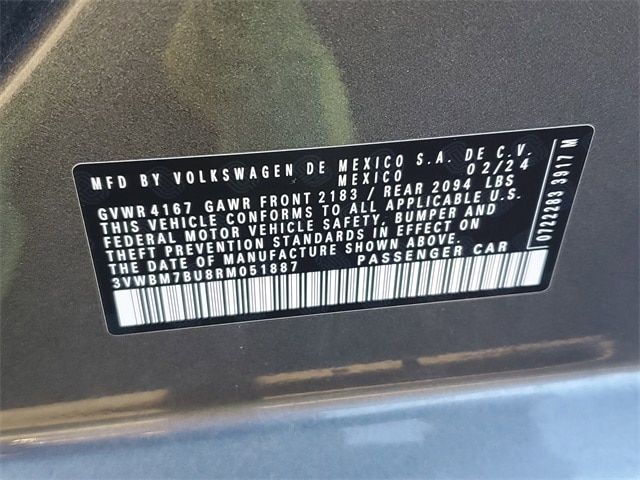 MFD BY VOLKSWAGEN DE MEXICO S.A. DE C.V.
MEXICO 02/24
GVWR 4167 GAWR FRONT 2183 / REAR 2094 LBS
THIS VEHICLE CONFORMS TO ALL APPLICABLE U.S.
FEDERAL MOTOR VEHICLE SAFETY, BUMPER AND
THEFT PREVENTION STANDARDS IN EFFECT ON
THE DATE OF MANUFACTURE SHOWN ABOVE.
3VWBM7BU8RM051887 PASSENGER CAR
0722283 3917 M